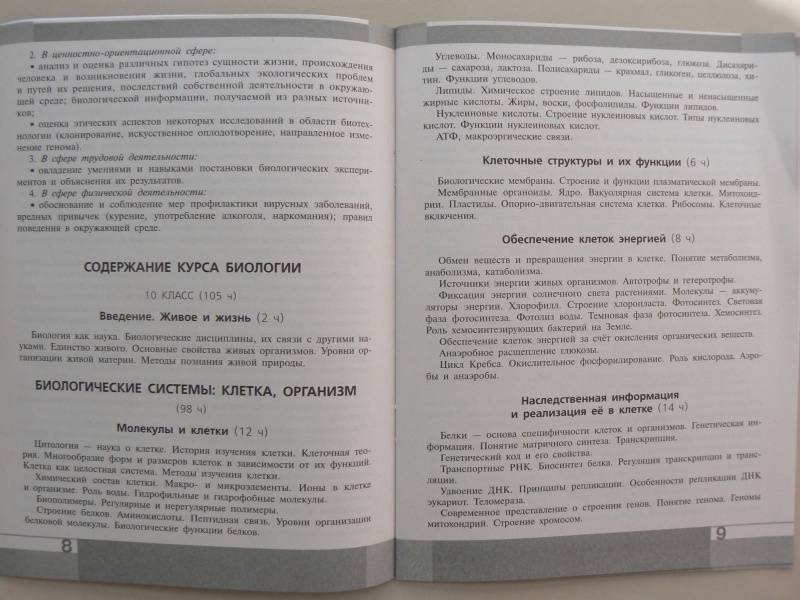 2. В ценностно-ориентационной сфере:
• анализ и оценка различных гипотез сущности жизни, происхождения
человека и возникновения жизни, глобальных экологических проблем
и путей их решения, последствий собственной деятельности в окружаю-
щей среде; биологической информации, получаемой из разных источни-
ков;
• оценка этических аспектов некоторых исследований в области биотех-
нологии (клонирование, искусственное оплодотворение, направленное изме-
нение генома).
3. В сфере трудовой деятельности:
• овладение умениями и навыками постановки биологических экспери-
ментов и объяснения их результатов.
4. В сфере физической деятельности:
• обоснование и соблюдение мер профилактики вирусных заболеваний,
вредных привычек (курение, употребление алкоголя, наркомания); правил
поведения в окружающей среде.
СОДЕРЖАНИЕ КУРСА БИОЛОГИИ
10 КЛАСС (105 ч)
Введение. Живое и жизнь (2 ч)
Биология как наука. Биологические дисциплины, их связи с другими на-
уками. Единство живого. Основные свойства живых организмов. Уровни ор-
ганизации живой материи. Методы познания живой природы.
БИОЛОГИЧЕСКИЕ СИСТЕМЫ: КЛЕТКА, ОРГАНИЗМ
(98 ч)
Молекулы и клетки (12 ч)
Цитология — наука о клетке. История изучения клетки. Клеточная тео-
рия. Многообразие форм и размеров клеток в зависимости от их функций.
Клетка как целостная система. Методы изучения клетки.
Химический состав клетки. Макро- и микроэлементы. Ионы в клетке
и организме. Роль воды. Гидрофильные и гидрофобные молекулы.
Биополимеры. Регулярные и нерегулярные полимеры.
Строение белков. Аминокислоты. Пептидная связь. Уровни организации
белковой молекулы. Биологические функции белков.
8
Углеводы. Моносахариды — рибоза, дезоксирибоза, глюкоза. Дисахари-
ды — сахароза, лактоза. Полисахариды — крахмал, гликоген, целлюлоза, хи-
тин. Функции углеводов.
Липиды. Химическое строение липидов. Насыщенные и ненасыщенные
жирные кислоты. Жиры, воски, фосфолипиды. Функции липидов.
Нуклеиновые кислоты. Строение нуклеиновых кислот. Типы нуклеиновых
кислот. Функции нуклеиновых кислот.
АТФ, макроэргические связи.
Клеточные структуры и их функции (6 ч)
Биологические мембраны. Строение и функции плазматической мембраны.
Мембранные органоиды. Ядро. Вакуолярная система клетки. Митохонд-
рии. Пластиды. Опорно-двигательная система клетки. Рибосомы. Клеточные
включения.
Обеспечение клеток энергией (8 ч)
Обмен веществ и превращения энергии в клетке. Понятие метаболизма,
анаболизма, катаболизма.
Источники энергии живых организмов. Автотрофы и гетеротрофы.
Фиксация энергии солнечного света растениями. Молекулы — аккуму-
ляторы энергии. Хлорофилл. Строение хлоропласта. Фотосинтез. Световая
фаза фотосинтеза. Фотолиз воды. Темновая фаза фотосинтеза. Хемосинтез.
Роль хемосинтезирующих бактерий на Земле.
Обеспечение клеток энергией за счёт окисления органических веществ.
Анаэробное расщепление глюкозы.
Цикл Кребса. Окислительное фосфорилирование. Роль кислорода. Аэро-
бы и анаэробы.
Наследственная информация
и реализация её в клетке (14 ч)
Белки — основа специфичности клеток и организмов. Генетическая ин-
формация. Понятие матричного синтеза. Транскрипция.
Генетический код и его свойства.
Транспортные РНК. Биосинтез белка. Регуляция транскрипции и транс-
ляции.
Удвоение ДНК. Принципы репликации. Особенности репликации ДНК
эукариот. Теломераза.
Современное представление о строении генов. Понятие генома. Геномы
митохондрий. Строение хромосом.
9